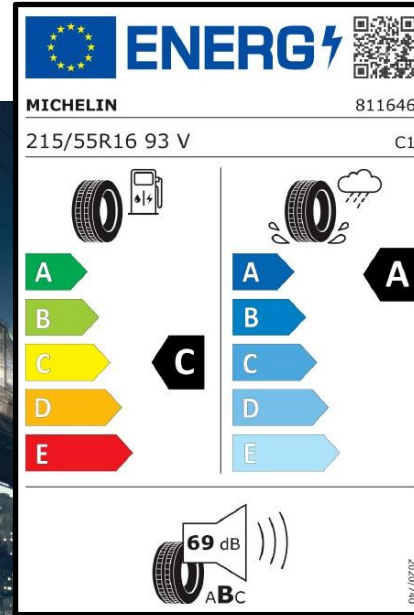 ENERG
MICHELIN 811646
215/55R16 93 V C1
A A A
B B
C C C
D D
E E
69 dB
ABC
2020/740